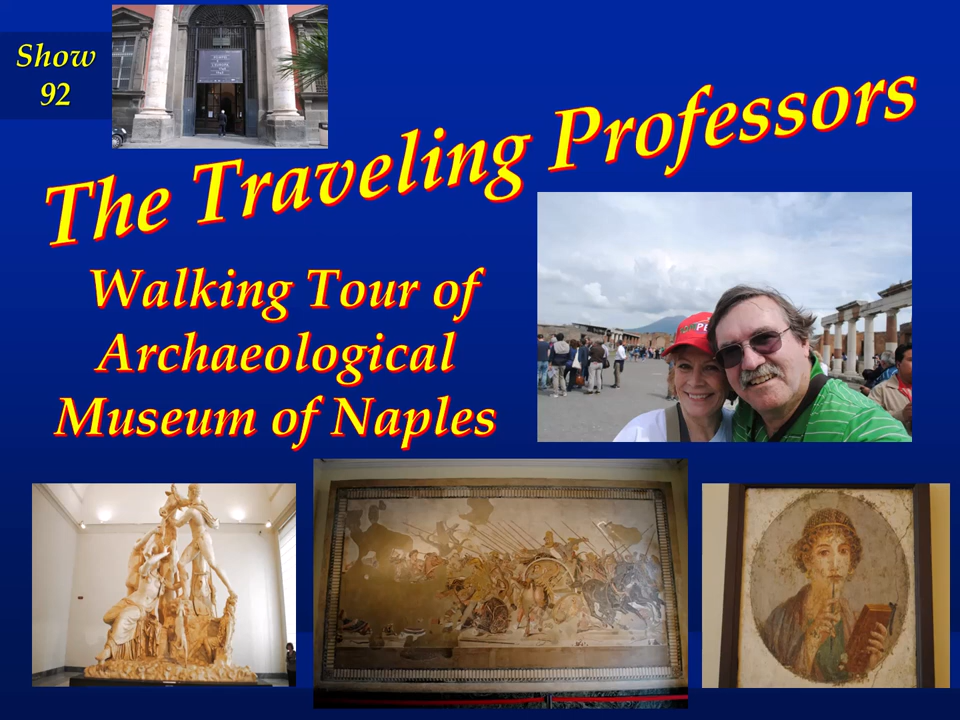 Show
92
The Traveling Professors
Walking Tour of
Archaeological
Museum of Naples